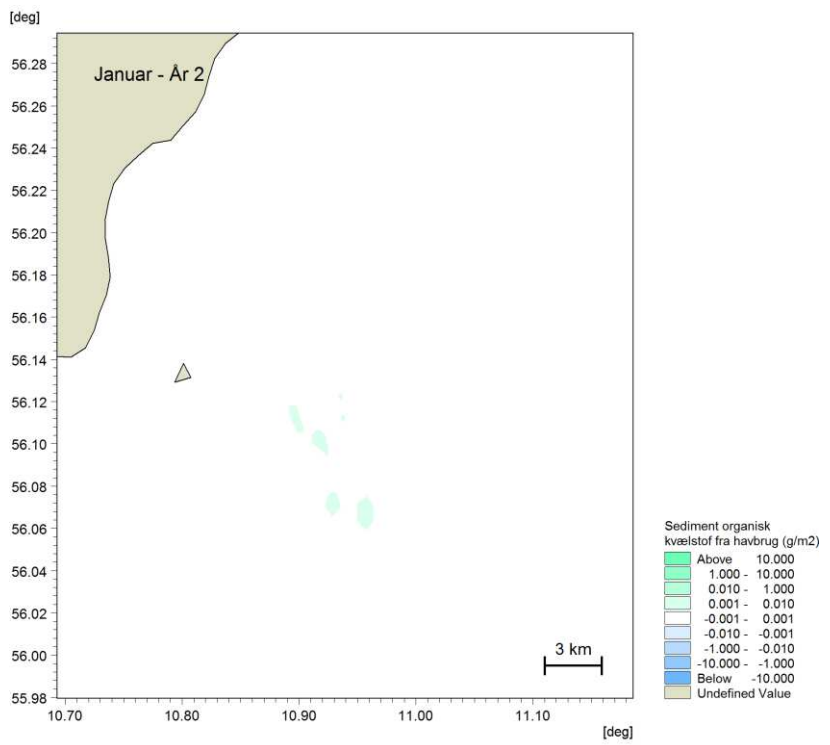 [deg]
Januar - År 2
56.28
56.26
56.24
56.22
56.20
56.18
56.16
56.14
56.12
56.10
56.08
56.06
56.04
56.02
56.00
55.98
3 km
10.70 10.80 10.90 11.00 11.10
[deg]
Sediment organisk
kvælstof fra havbrug (g/m2)
Above 10.000
1.000 - 10.000
0.010 - 1.000
0.001 - 0.010
-0.001 - 0.001
-0.010 - -0.001
-1.000 - -0.010
-10.000 - -1.000
Below -10.000
Undefined Value